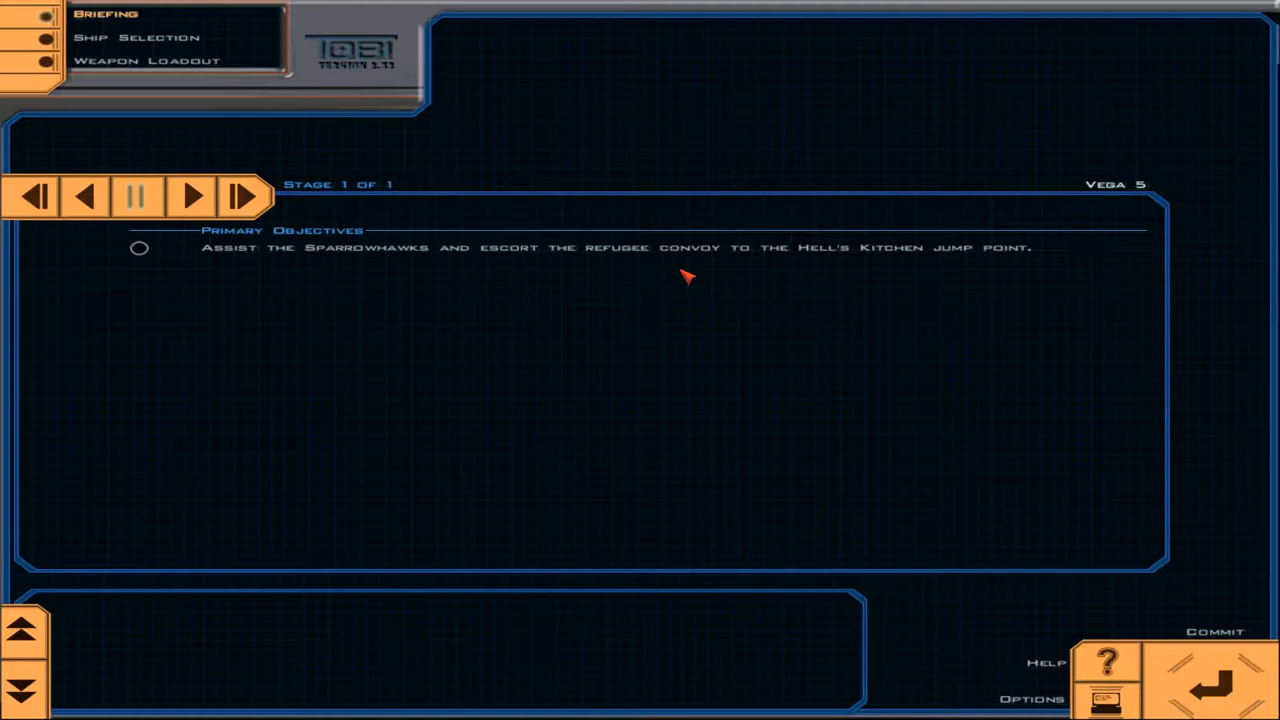 Briefing
Ship Selection
Weapon Loadout
Stage 1 of 1
Vega 5
Primary Objectives
Assist the Sparrowhawks and escort the refugee convoy to the Hell's Kitchen jump point.
Commit
Help
?
Options